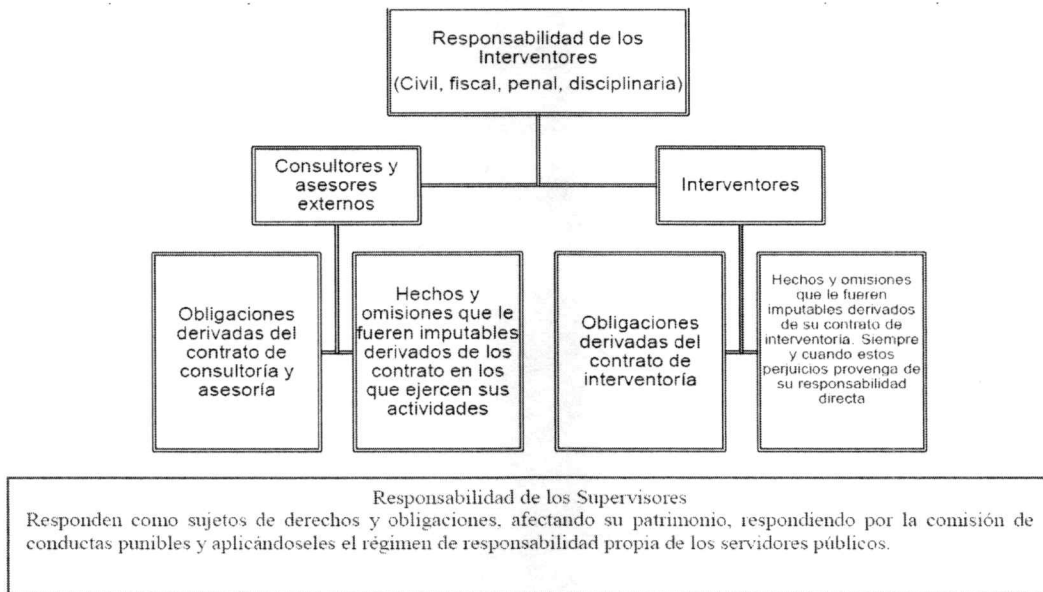 Responsabilidad de los
Interventores
(Civil, fiscal, penal, disciplinaria)
Consultores y
asesores
externos
Interventores
Obligaciones
derivadas del
contrato de
consultoría y
asesoría
Hechos y
omisiones que le
fueren imputables
derivados de los
contrato en los
que ejercen sus
actividades
Obligaciones
derivadas del
contrato de
interventoría
Hechos y omisiones
que le fueren
imputables derivados
de su contrato de
interventoría. Siempre
y cuando estos
perjuicios provenga de
su responsabilidad
directa
Responsabilidad de los Supervisores
Responden como sujetos de derechos y obligaciones, afectando su patrimonio, respondiendo por la comisión de
conductas punibles y aplicándoseles el régimen de responsabilidad propia de los servidores públicos.